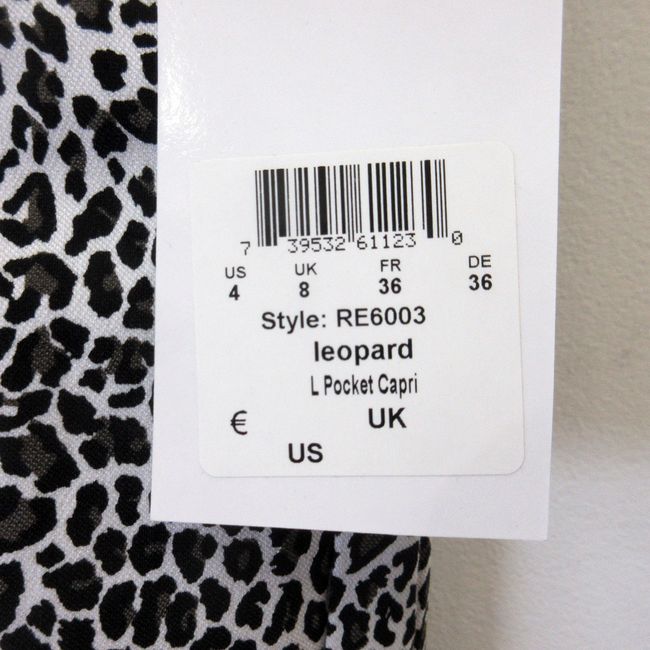 7 39532 61123 0
US UK FR DE
4 8 36 36
Style: RE6003
leopard
L Pocket Capri
€ UK
US